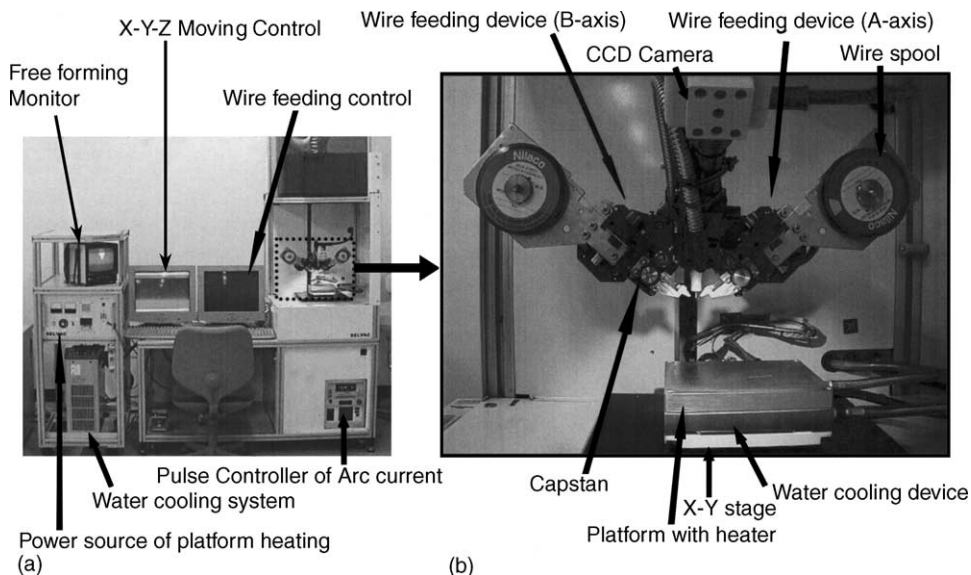 X-Y-Z Moving Control
Free forming
Monitor
Wire feeding control
Pulse Controller of Arc current
Water cooling system
Power source of platform heating
(a)
Wire feeding device (B-axis)
Wire feeding device (A-axis)
CCD Camera
Wire spool
Nilaco
Nilaco
Capstan
Water cooling device
X-Y stage
Platform with heater
(b)